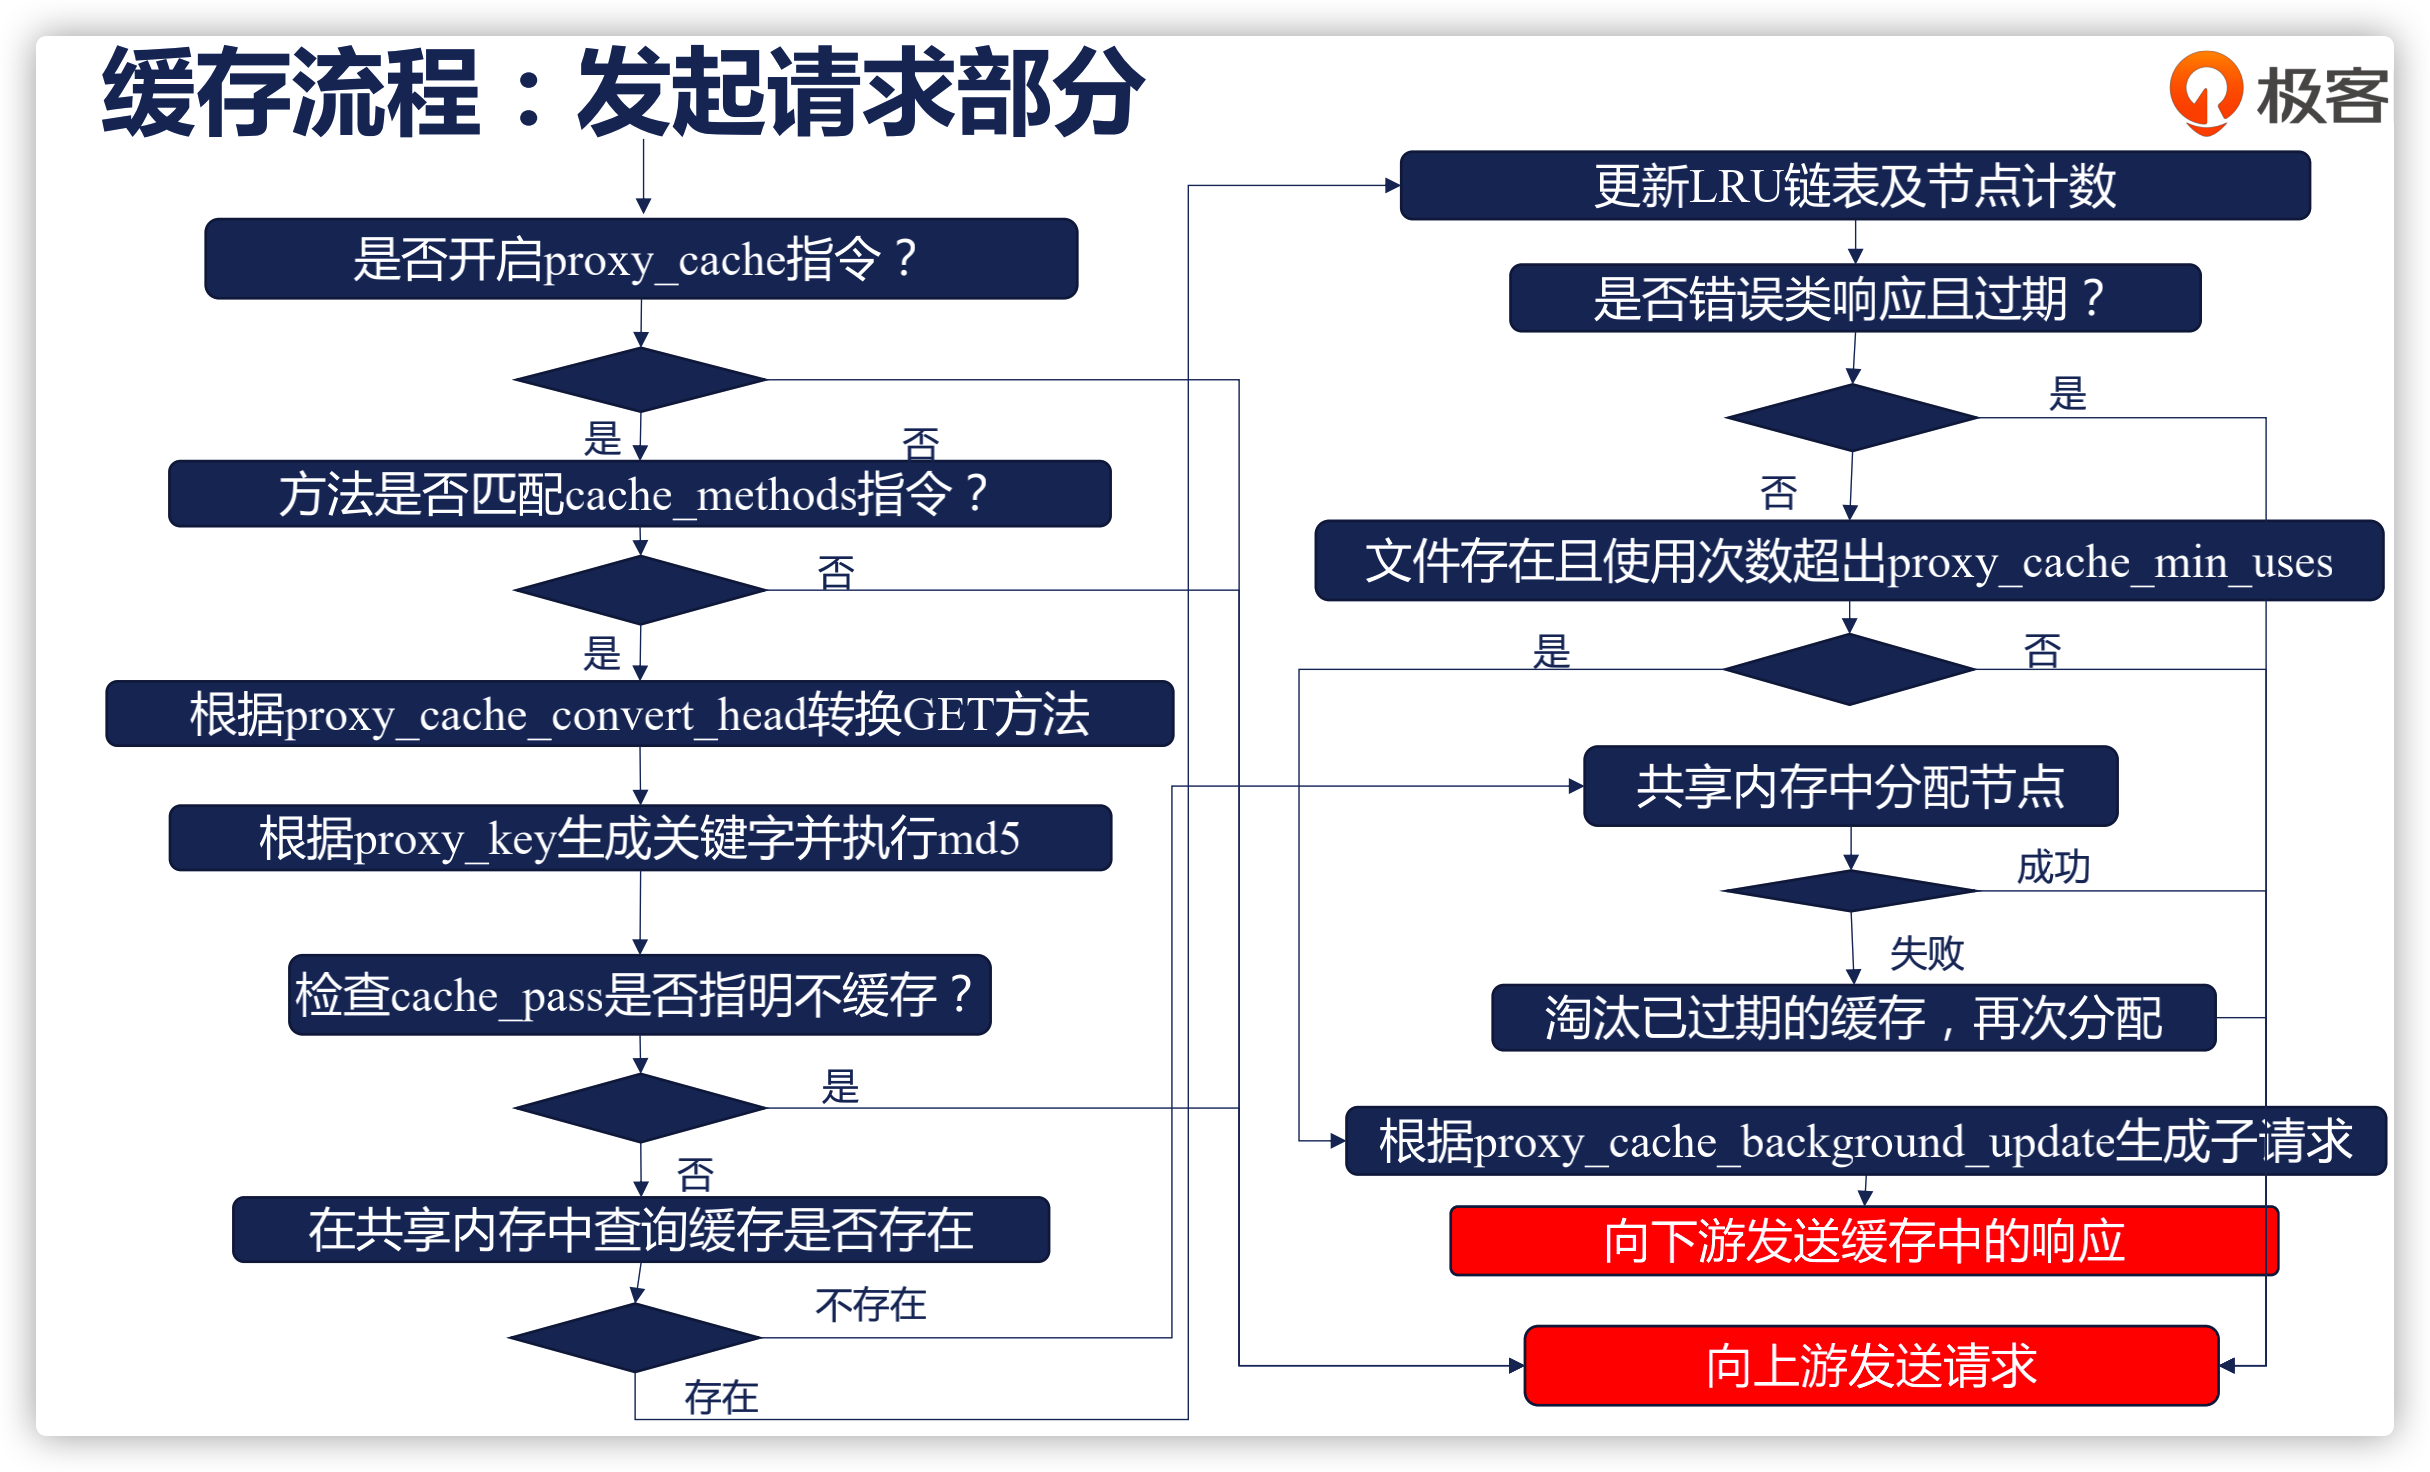 缓存流程：发起请求部分
极客
是否开启proxy_cache指令？
是
否
方法是否匹配cache_methods指令？
否
是
根据proxy_cache_convert_head转换GET方法
根据proxy_key生成关键字并执行md5
检查cache_pass是否指明不缓存？
是
否
在共享内存中查询缓存是否存在
不存在
存在
更新LRU链表及节点计数
是否错误类响应且过期？
是
否
文件存在且使用次数超出proxy_cache_min_uses
是
否
共享内存中分配节点
成功
失败
淘汰已过期的缓存，再次分配
根据proxy_cache_background_update生成子请求
向下游发送缓存中的响应
向上游发送请求